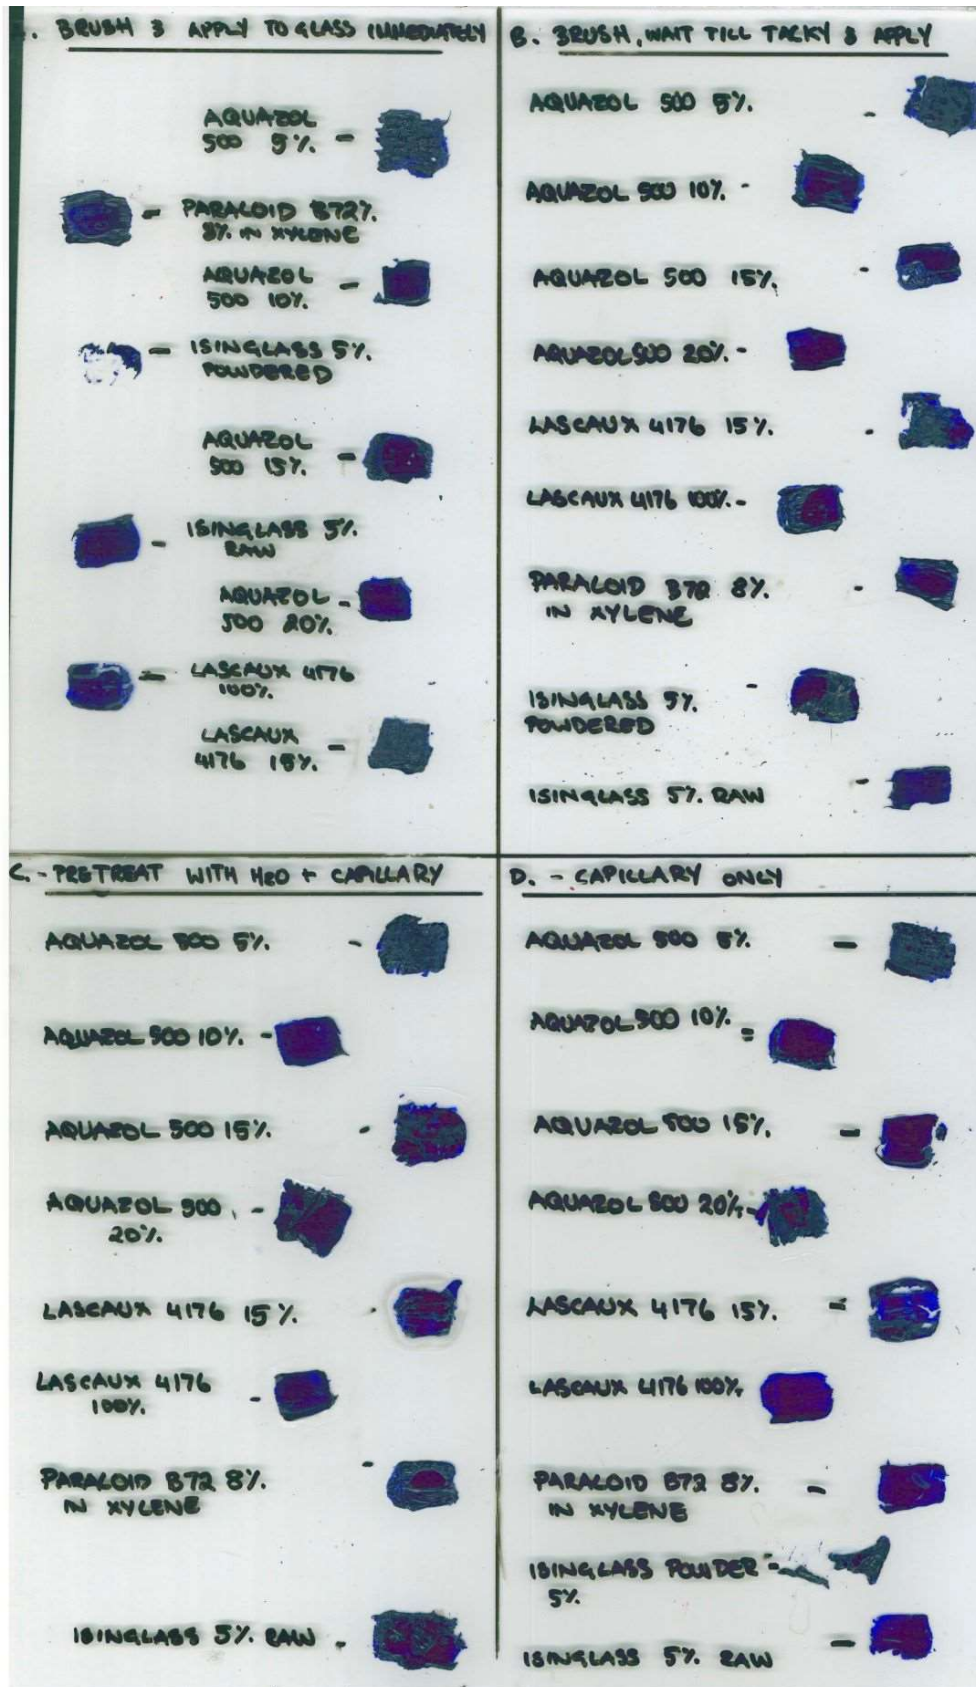 . BRUSH & APPLY TO GLASS IMMEDIATELY
AQUAZOL
500 5%. -
- PARALOID B72%.
8% IN XYLENE
AQUAZOL
500 10%. -
- ISINGLASS 5%.
POWDERED
AQUAZOL
500 15%. -
- ISINGLASS 5%.
RAW
AQUAZOL -
500 20%.
- LASCAUX 4176
100%.
LASCAUX
4176 15%. -
B. BRUSH, WAIT TILL TACKY & APPLY
AQUAZOL 500 5%. -
AQUAZOL 500 10%. -
AQUAZOL 500 15%. -
AQUAZOL 500 20%. -
LASCAUX 4176 15%. -
LASCAUX 4176 100%. -
PARALOID B72 8%. -
IN XYLENE
ISINGLASS 5%. -
POWDERED
ISINGLASS 5%. RAW -
C. - PRETREAT WITH H2O + CAPILLARY
AQUAZOL 500 5%. -
AQUAZOL 500 10%. -
AQUAZOL 500 15%. -
AQUAZOL 500 -
20%.
LASCAUX 4176 15%. -
LASCAUX 4176
100%. -
PARALOID B72 8%. -
IN XYLENE
ISINGLASS 5%. RAW -
D. - CAPILLARY ONLY
AQUAZOL 500 5%. -
AQUAZOL 500 10%. =
AQUAZOL 500 15%. -
AQUAZOL 500 20%. -
LASCAUX 4176 15%. =
LASCAUX 4176 100%.
PARALOID B72 8%. -
IN XYLENE
ISINGLASS POWDER -
5%.
ISINGLASS 5%. RAW -